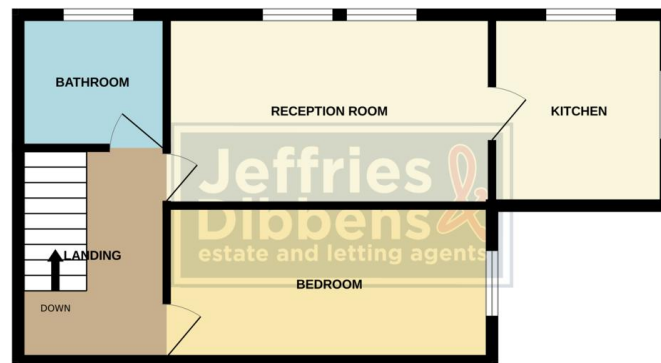 BATHROOM
RECEPTION ROOM
KITCHEN
Jeffries
Dibbens &
estate and letting agents
LANDING
BEDROOM
DOWN